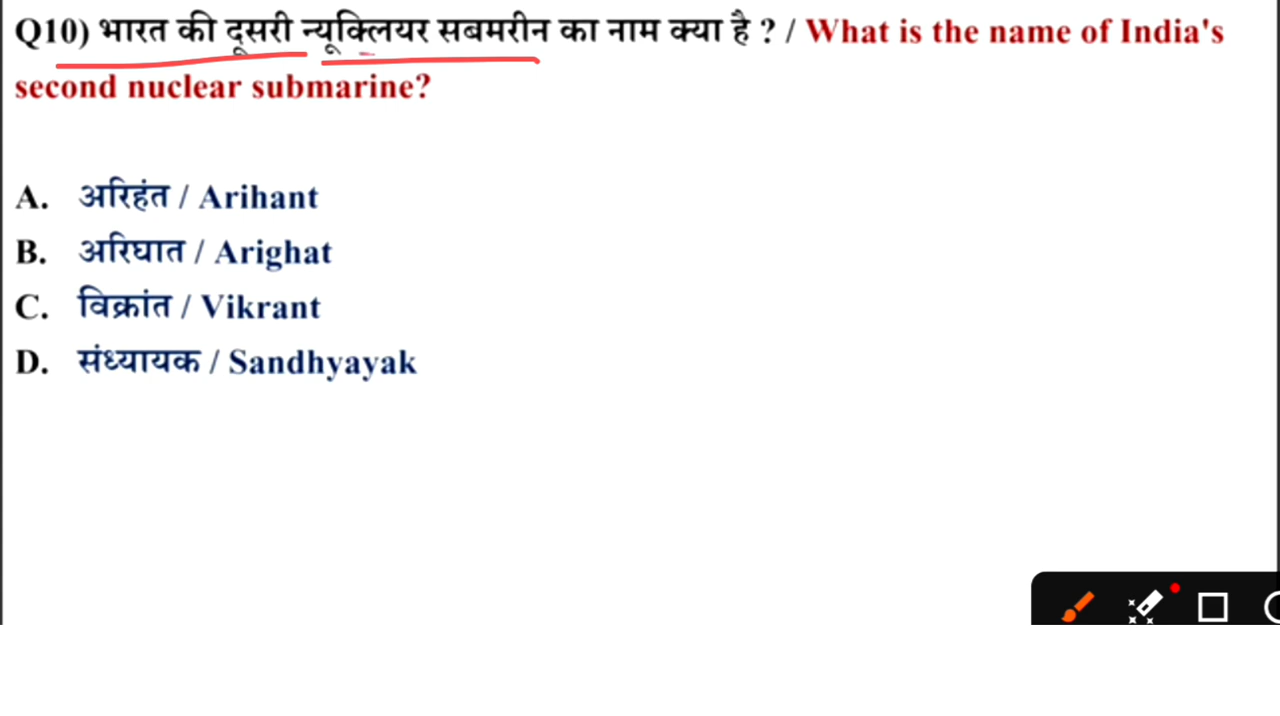 Q10) भारत की दूसरी न्यूक्लियर सबमरीन का नाम क्या है ? / What is the name of India's
second nuclear submarine?
A. अरिहंत / Arihant
B. अरिघात / Arighat
C. विक्रांत / Vikrant
D. संध्यायक / Sandhyayak